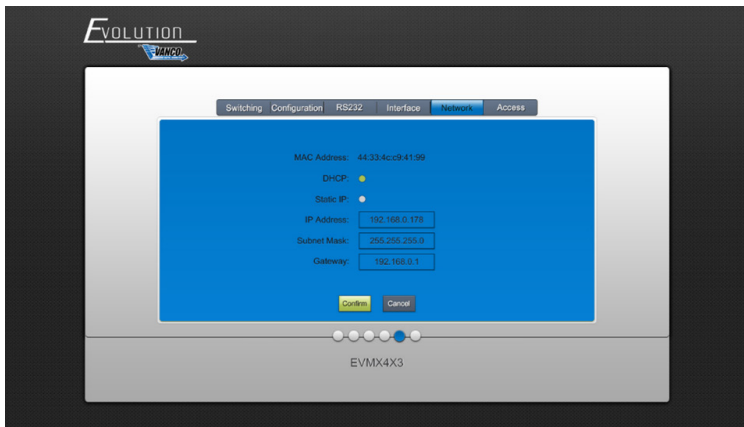 EVOLUTION
VANCO
Switching Configuration RS232 Interface Network Access
MAC Address: 44:33:4c:c9:41:99
DHCP:
Static IP:
IP Address: 192.168.0.178
Subnet Mask: 255.255.255.0
Gateway: 192.168.0.1
Confirm Cancel
EVMX4X3